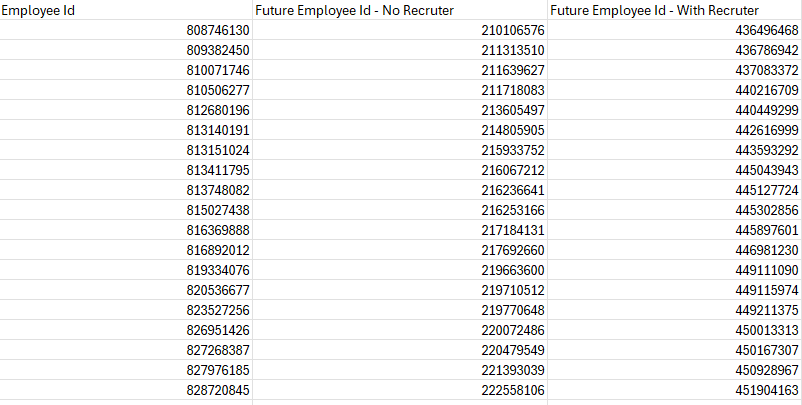 Employee Id Future Employee Id - No Recruter Future Employee Id - With Recruter
808746130 210106576 436496468
809382450 211313510 436786942
810071746 211639627 437083372
810506277 211718083 440216709
812680196 213605497 440449299
813140191 214805905 442616999
813151024 215933752 443593292
813411795 216067212 445043943
813748082 216236641 445127724
815027438 216253166 445302856
816369888 217184131 445897601
816892012 217692660 446981230
819334076 219663600 449111090
820536677 219710512 449115974
823527256 219770648 449211375
826951426 220072486 450013313
827268387 220479549 450167307
827976185 221393039 450928967
828720845 222558106 451904163